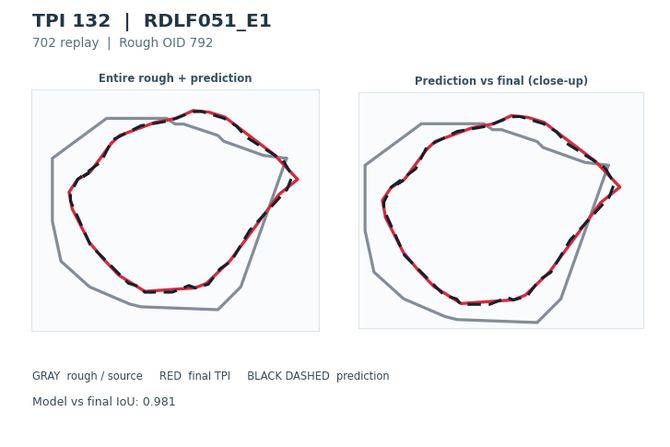 TPI 132 | RDLF051_E1
702 replay | Rough OID 792
Entire rough + prediction
Prediction vs final (close-up)
GRAY rough / source RED final TPI BLACK DASHED prediction
Model vs final IoU: 0.981